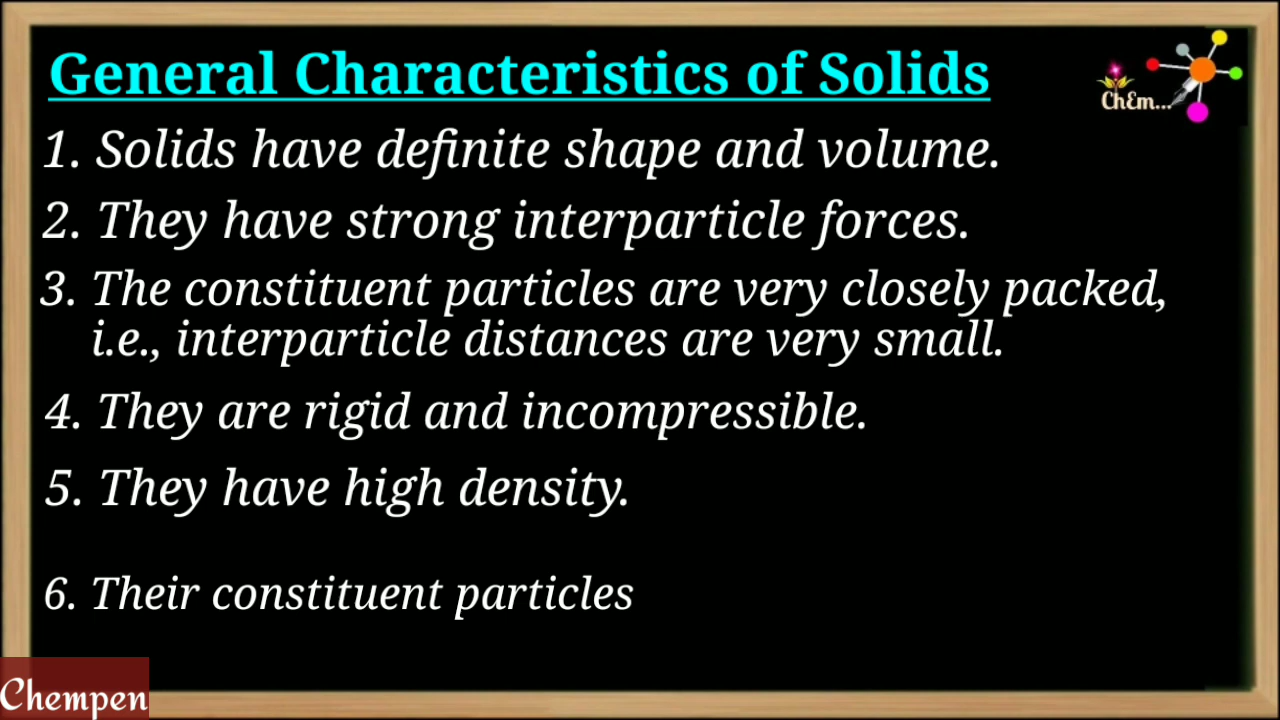 General Characteristics of Solids
ChEm...
1. Solids have definite shape and volume.
2. They have strong interparticle forces.
3. The constituent particles are very closely packed,
i.e., interparticle distances are very small.
4. They are rigid and incompressible.
5. They have high density.
6. Their constituent particles
Chempen